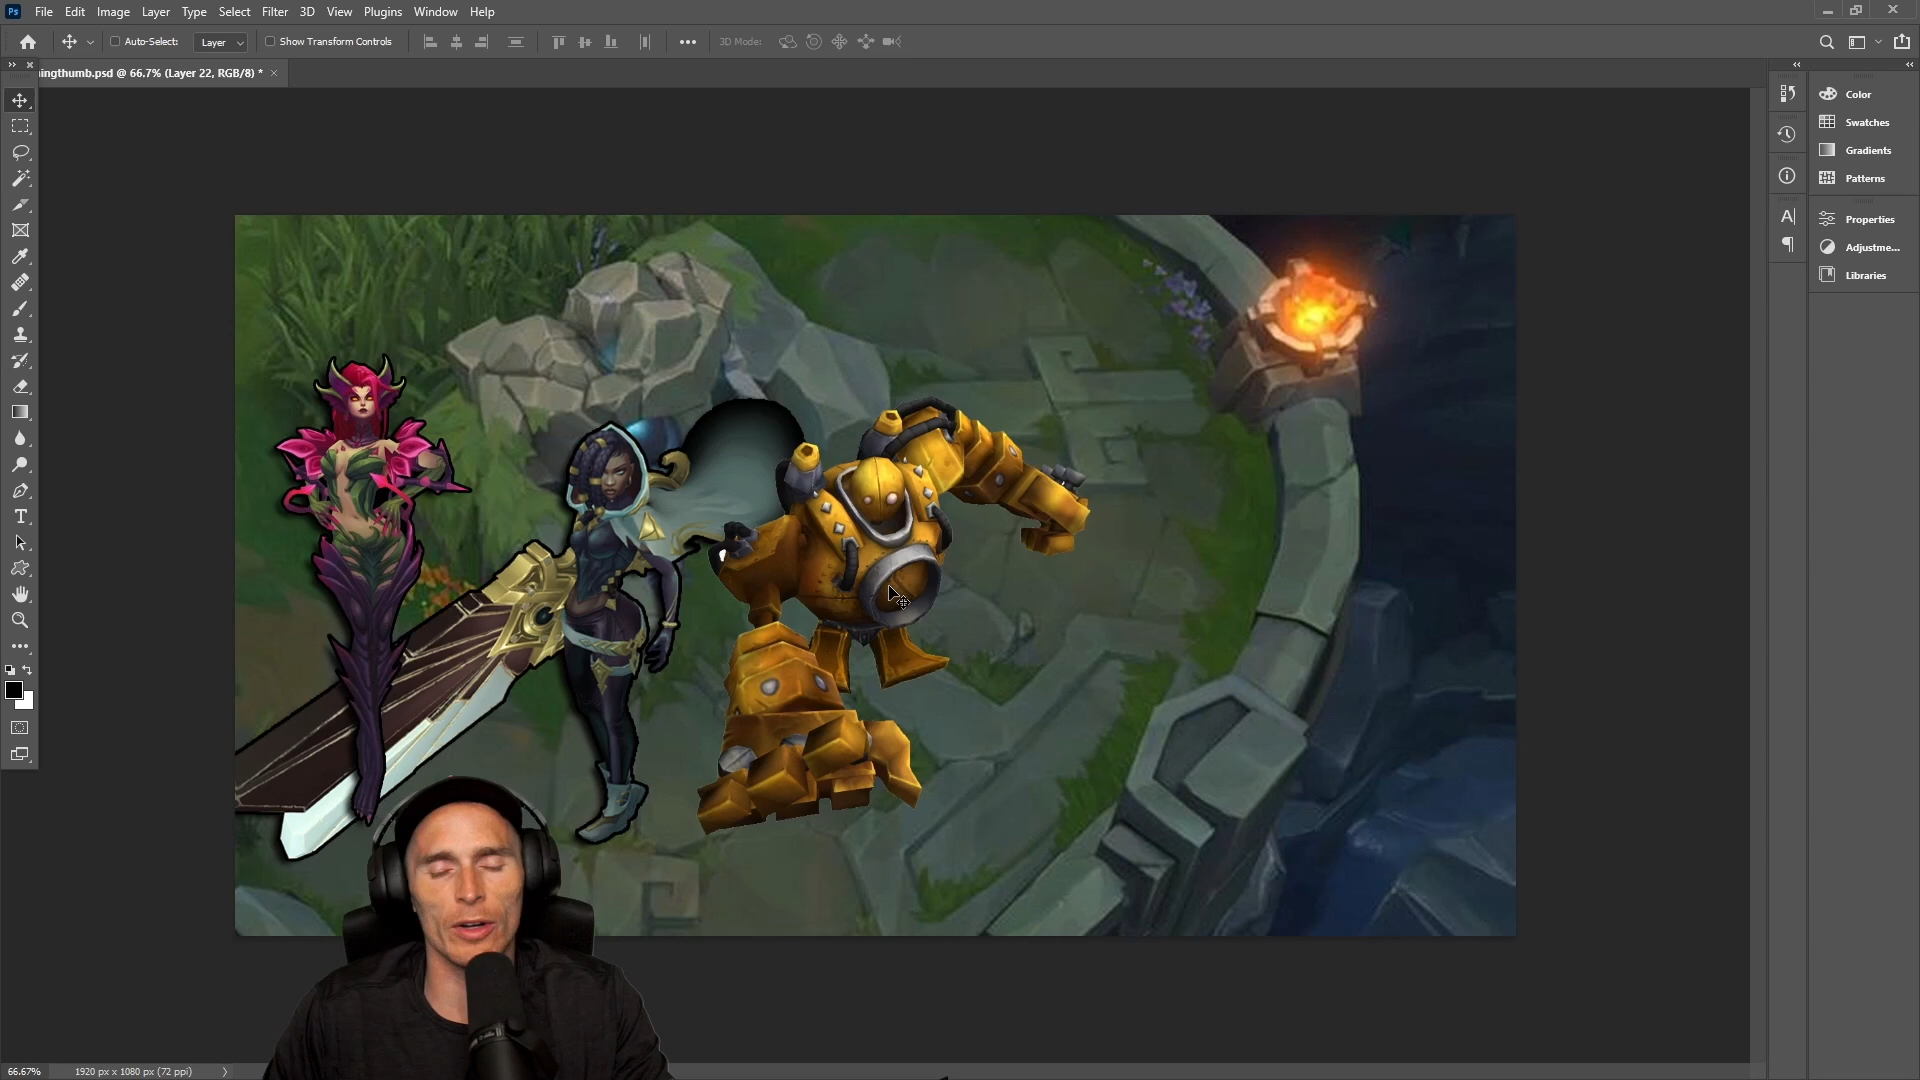 Ps File Edit Image Layer Type Select Filter 3D View Plugins Window Help
Auto-Select: Layer Show Transform Controls 3D Mode:
ingthumb.psd @ 66.7% (Layer 22, RGB/8) *
Color
Swatches
Gradients
Patterns
Properties
Adjustme...
Libraries
66.67% 1920 px x 1080 px (72 ppi)